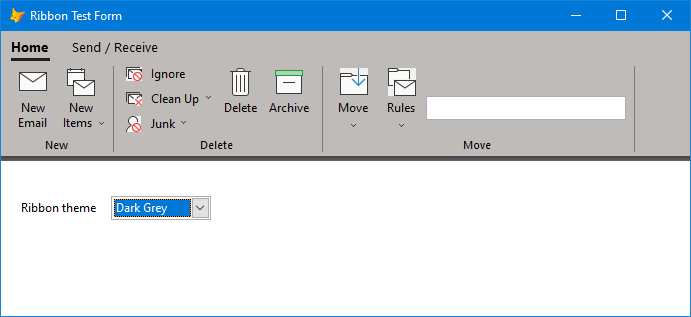 Ribbon Test Form
Home Send / Receive
New
Email
New
Items
Ignore
Clean Up
Junk
Delete
Archive
Move
Rules
New
Delete
Move
Ribbon theme Dark Grey